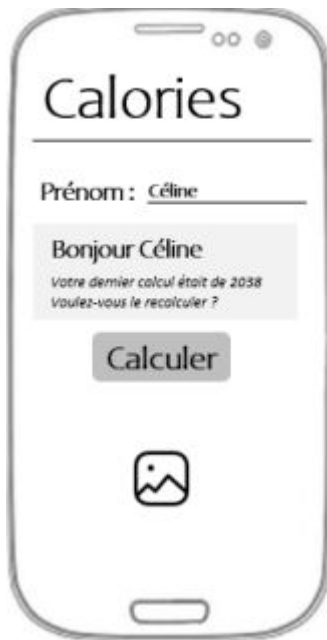 Calories
Prénom : Céline
Bonjour Céline
Votre dernier calcul était de 2038
Voulez-vous le recalculer ?
Calculer